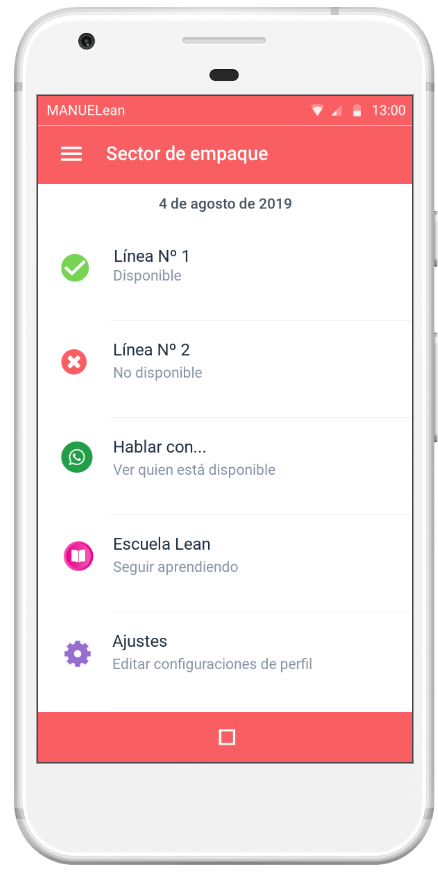 MANUELean 13:00
Sector de empaque
4 de agosto de 2019
Línea Nº 1
Disponible
Línea Nº 2
No disponible
Hablar con...
Ver quien está disponible
Escuela Lean
Seguir aprendiendo
Ajustes
Editar configuraciones de perfil